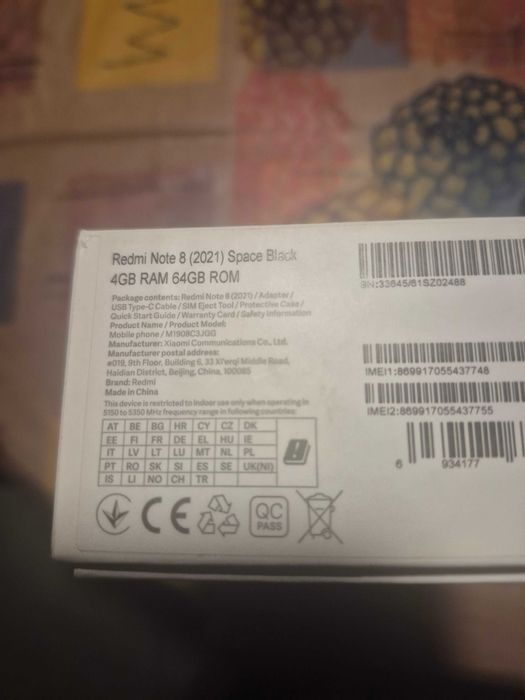 Redmi Note 8 (2021) Space Black
4GB RAM 64GB ROM
Package contents: Redmi Note 8 (2021) / Adapter /
USB Type-C Cable / SIM Eject Tool / Protective Case /
Quick Start Guide / Warranty Card / Safety Information
Product Name / Product Model:
Mobile phone / M1908C3JGG
Manufacturer: Xiaomi Communications Co., Ltd.
Manufacturer postal address:
#019, 9th Floor, Building 6, 33 Xi'erqi Middle Road,
Haidian District, Beijing, China, 100085
Brand: Redmi
Made in China
This device is restricted to indoor use only when operating in
5150 to 5350 MHz frequency range in following countries:
AT BE BG HR CY CZ DK
EE FI FR DE EL HU IE
IT LV LT LU MT NL PL
PT RO SK SI ES SE UK(NI)
IS LI NO CH TR
CE
QC
PASS
SN:33645/61SZ02488
IMEI1:869917055437748
IMEI2:869917055437755
6 934177